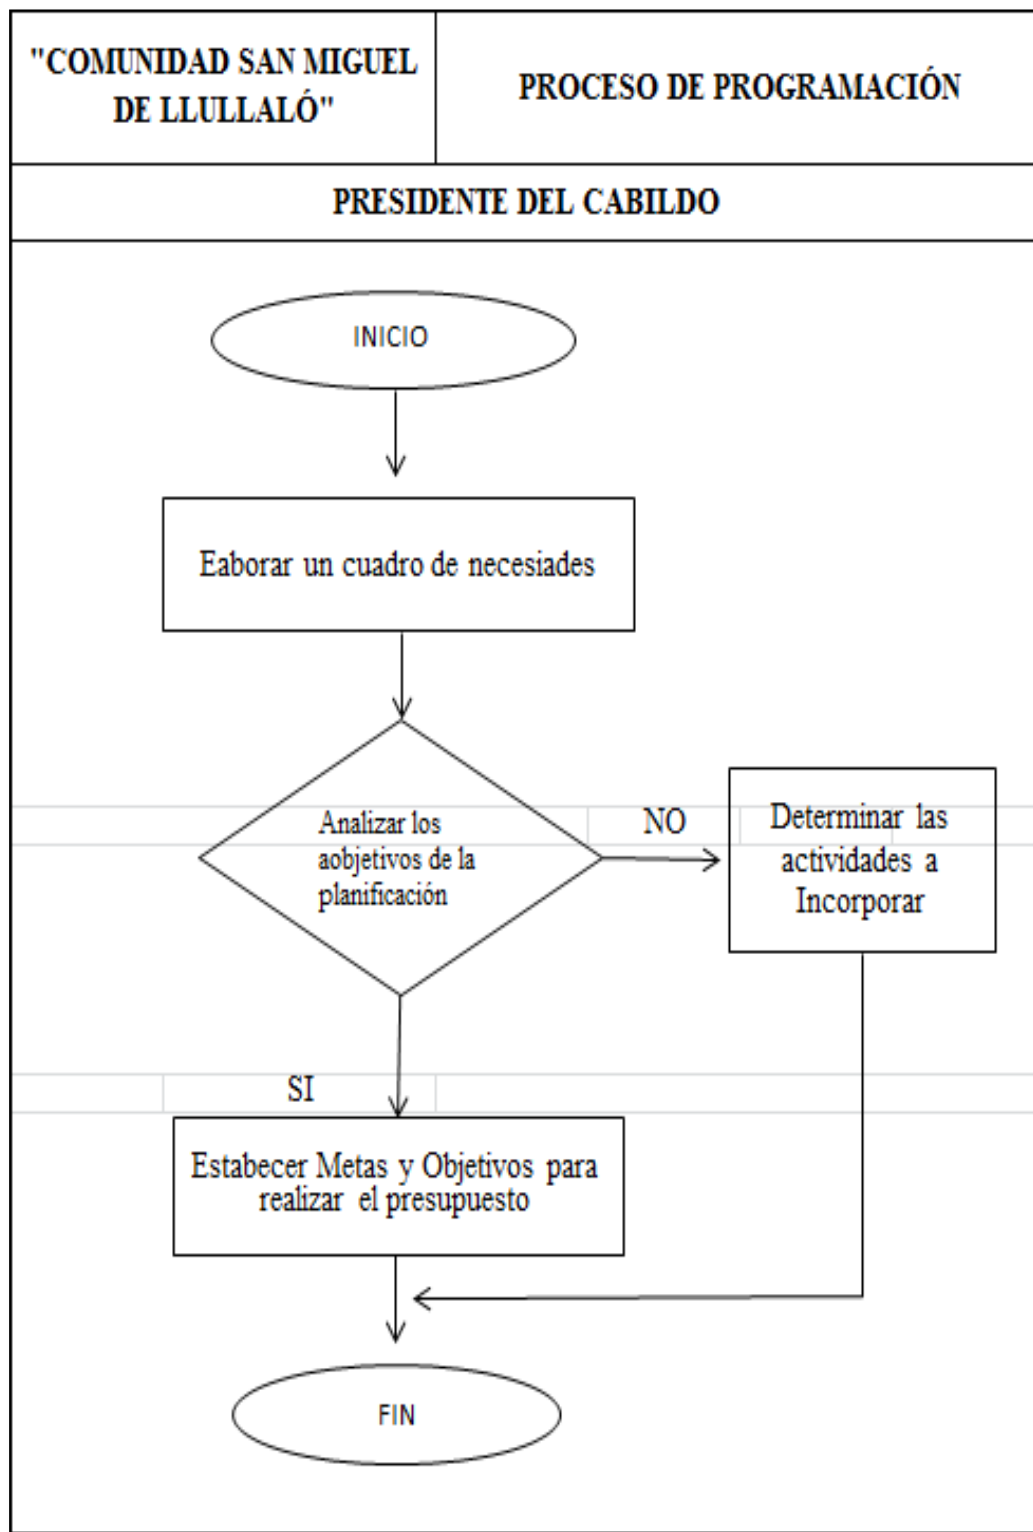 "COMUNIDAD SAN MIGUEL
DE LLULLALÓ"
PROCESO DE PROGRAMACIÓN
PRESIDENTE DEL CABILDO
INICIO
Eaborar un cuadro de necesiades
Analizar los
aobjetivos de la
planificación
NO
Determinar las
actividades a
Incorporar
SI
Estabecer Metas y Objetivos para
realizar el presupuesto
FIN